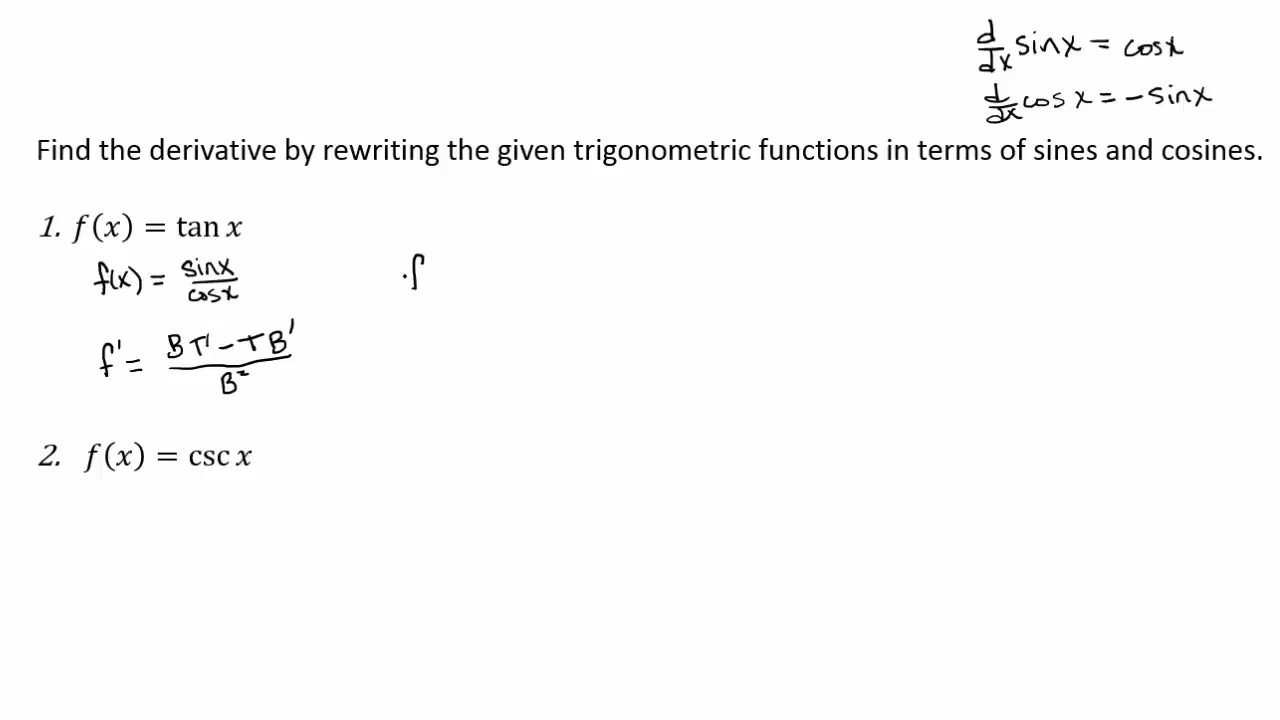 d/dx sinx = cosx
d/dx cos x = -sinx
Find the derivative by rewriting the given trigonometric functions in terms of sines and cosines.
1. f(x) = tan x
f(x) = sinx/cosx
f
f' = BT' - TB'/B²
2. f(x) = csc x